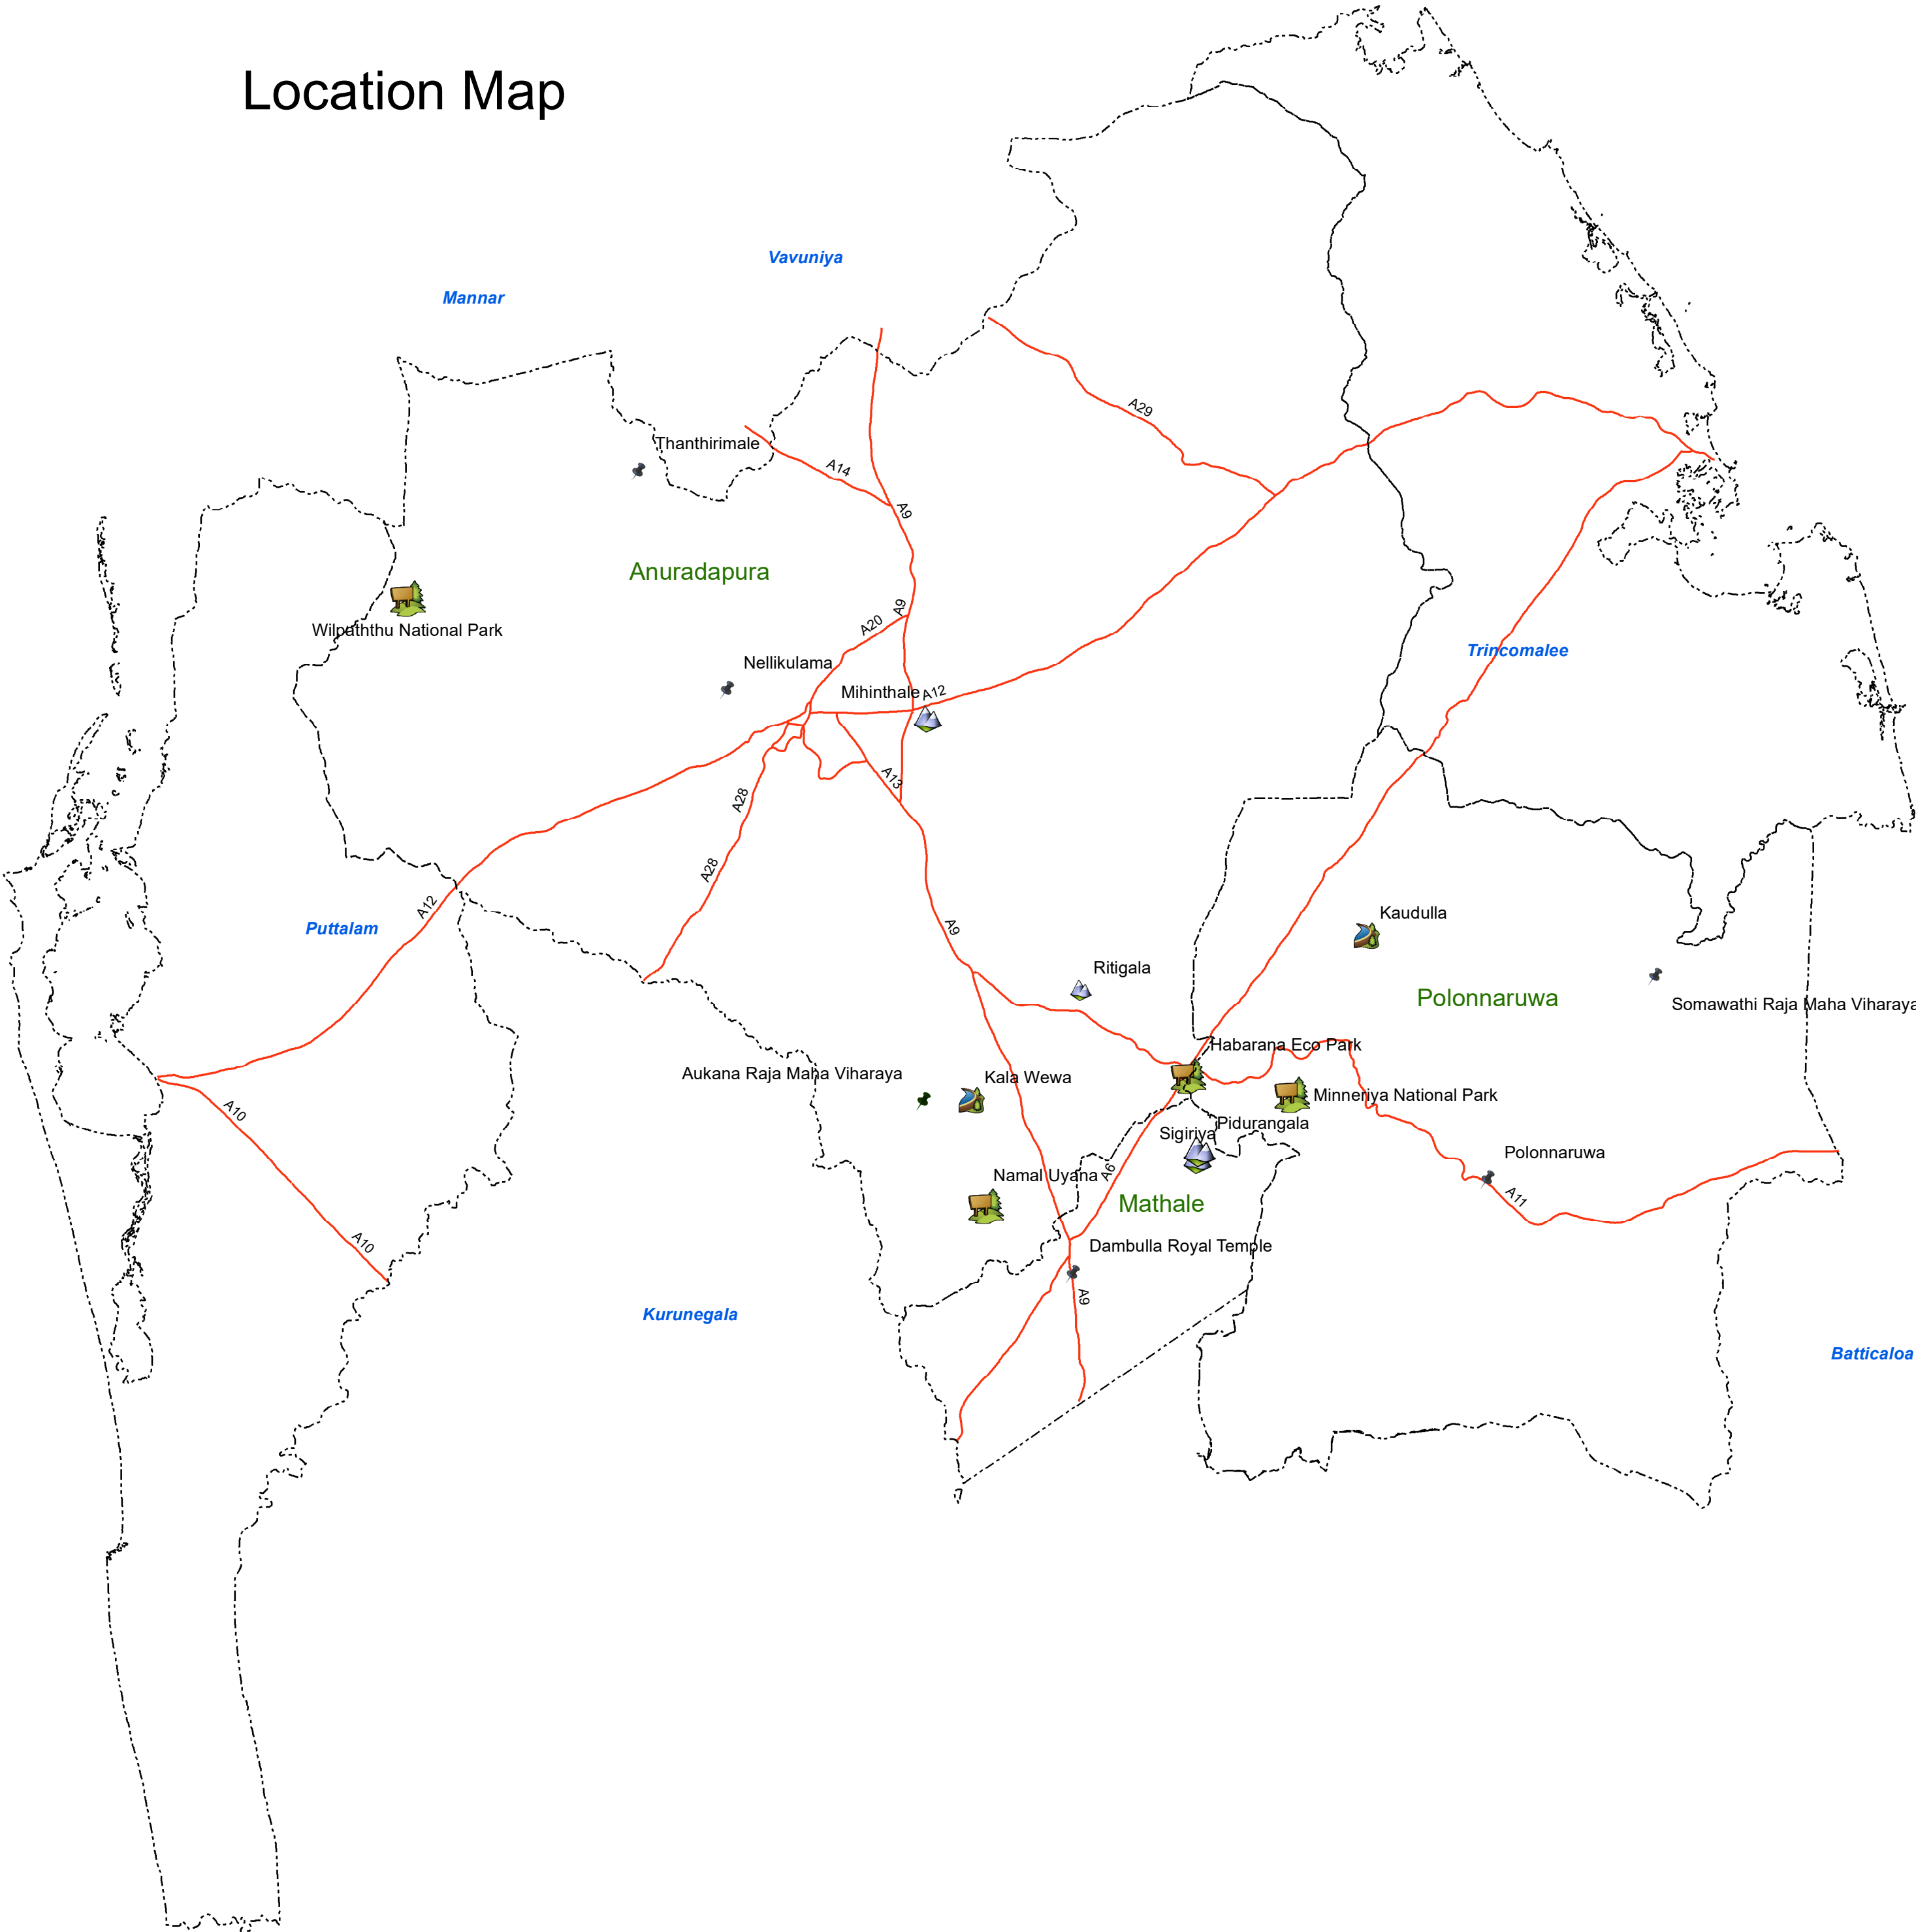 Location Map
Vavuniya
Mannar
A29
Thanthirimale
A14
A9
Anuradapura
A9
A20
Wilpaththu National Park
Trincomalee
Nellikulama
Mihinthale
A12
A13
A28
A28
A12
Puttalam
A9
Kaudulla
Ritigala
Polonnaruwa
Somawathi Raja Maha Viharaya
Habarana Eco Park
Aukana Raja Maha Viharaya
Kala Wewa
Minneriya National Park
A10
Pidurangala
Sigiriya
Polonnaruwa
Namal Uyana
A6
A11
Mathale
A10
Dambulla Royal Temple
A9
Kurunegala
Batticaloa